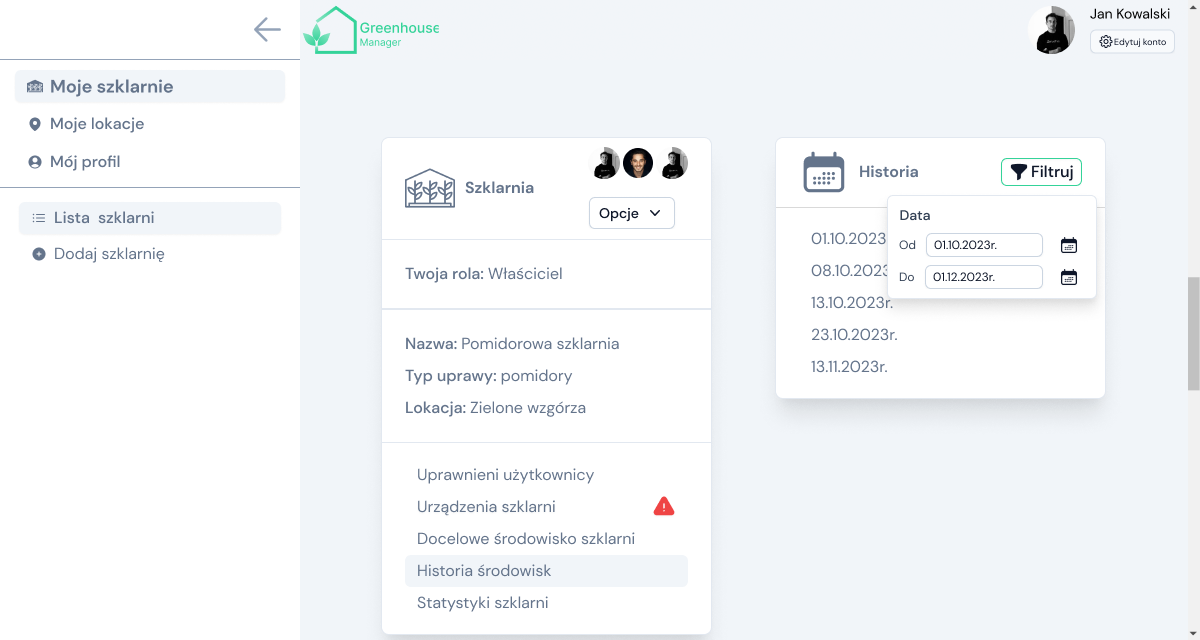 Greenhouse
Manager
Jan Kowalski
Edytuj konto
Moje szklarnie
Moje lokacje
Mój profil
Lista szklarni
Dodaj szklarnię
Szklarnia
Opcje
Twoja rola: Właściciel
Nazwa: Pomidorowa szklarnia
Typ uprawy: pomidory
Lokacja: Zielone wzgórza
Uprawnieni użytkownicy
Urządzenia szklarni
Docelowe środowisko szklarni
Historia środowisk
Statystyki szklarni
Historia
Filtruj
Data
Od 01.10.2023r.
Do 01.12.2023r.
01.10.2023
08.10.2023
13.10.2023r.
23.10.2023r.
13.11.2023r.